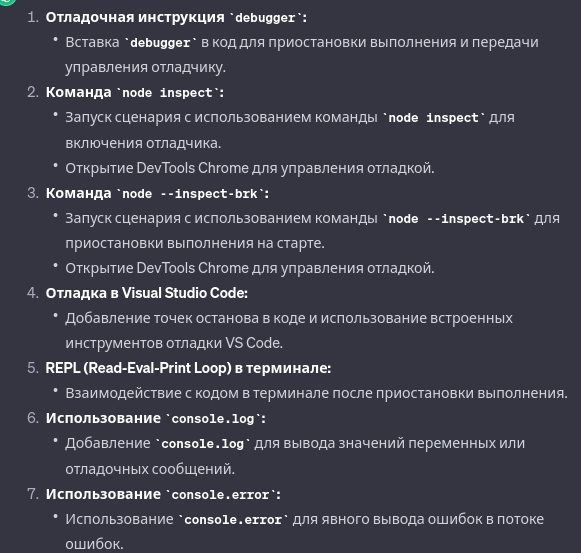 1. Отладочная инструкция `debugger`:
• Вставка `debugger` в код для приостановки выполнения и передачи
управления отладчику.
2. Команда `node inspect`:
• Запуск сценария с использованием команды `node inspect` для
включения отладчика.
• Открытие DevTools Chrome для управления отладкой.
3. Команда `node --inspect-brk`:
• Запуск сценария с использованием команды `node --inspect-brk` для
приостановки выполнения на старте.
• Открытие DevTools Chrome для управления отладкой.
4. Отладка в Visual Studio Code:
• Добавление точек останова в коде и использование встроенных
инструментов отладки VS Code.
5. REPL (Read-Eval-Print Loop) в терминале:
• Взаимодействие с кодом в терминале после приостановки выполнения.
6. Использование `console.log`:
• Добавление `console.log` для вывода значений переменных или
отладочных сообщений.
7. Использование `console.error`:
• Использование `console.error` для явного вывода ошибок в потоке
ошибок.